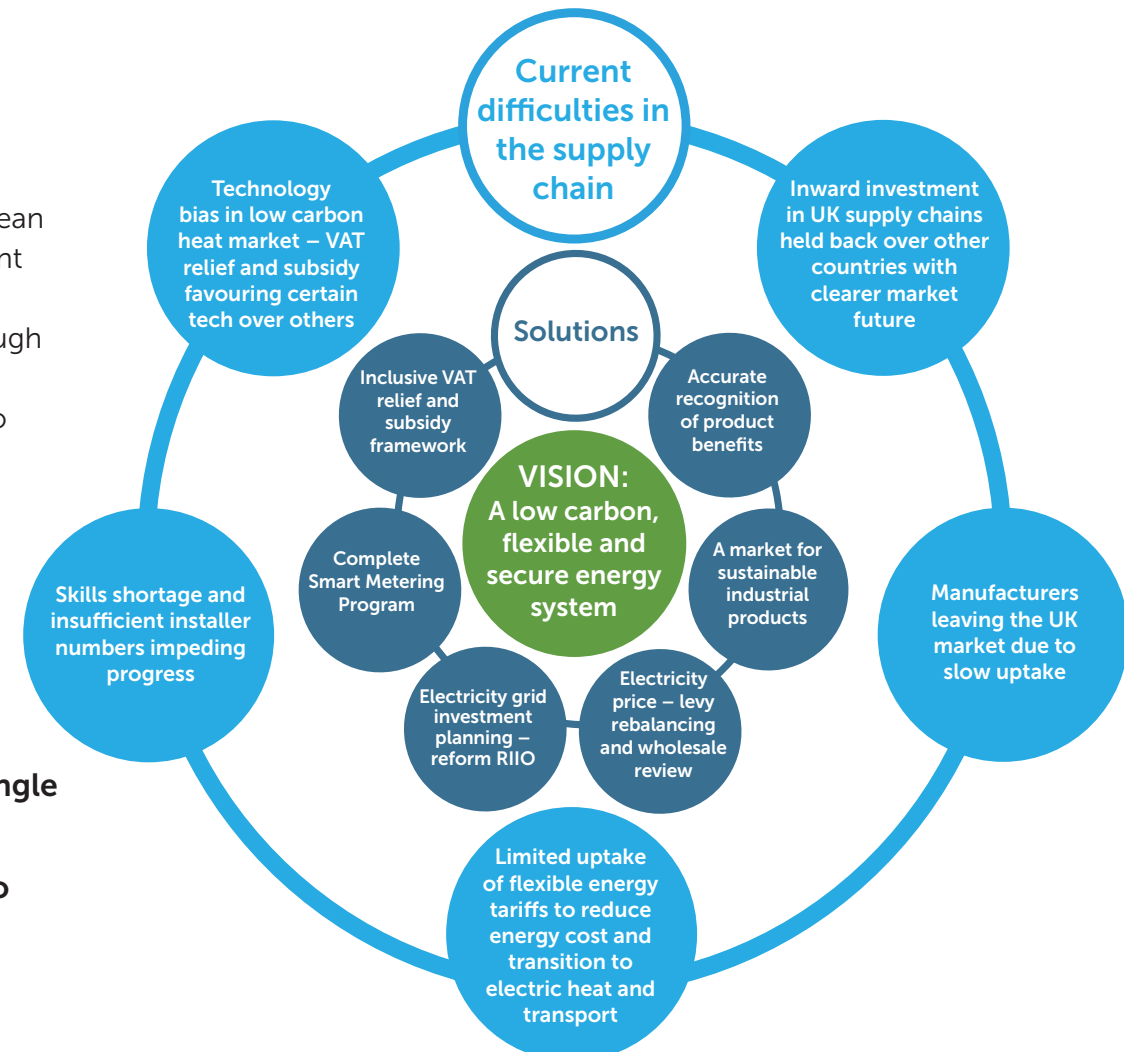 ean
nt
ugh
o
ngle
o
Current
difficulties in
the supply
chain
Inward investment
in UK supply chains
held back over other
countries with
clearer market
future
Manufacturers
leaving the UK
market due to
slow uptake
Limited uptake
of flexible energy
tariffs to reduce
energy cost and
transition to
electric heat and
transport
Skills shortage and
insufficient installer
numbers impeding
progress
Technology
bias in low carbon
heat market – VAT
relief and subsidy
favouring certain
tech over others
Solutions
Accurate
recognition
of product
benefits
A market for
sustainable
industrial
products
Electricity
price – levy
rebalancing
and wholesale
review
Electricity grid
investment
planning –
reform RIIO
Complete
Smart Metering
Program
Inclusive VAT
relief and
subsidy
framework
VISION:
A low carbon,
flexible and
secure energy
system